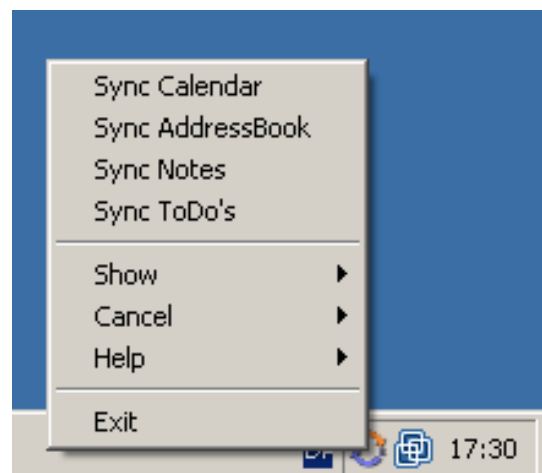 Sync Calendar
Sync AddressBook
Sync Notes
Sync ToDo's
Show
Cancel
Help
Exit
17:30